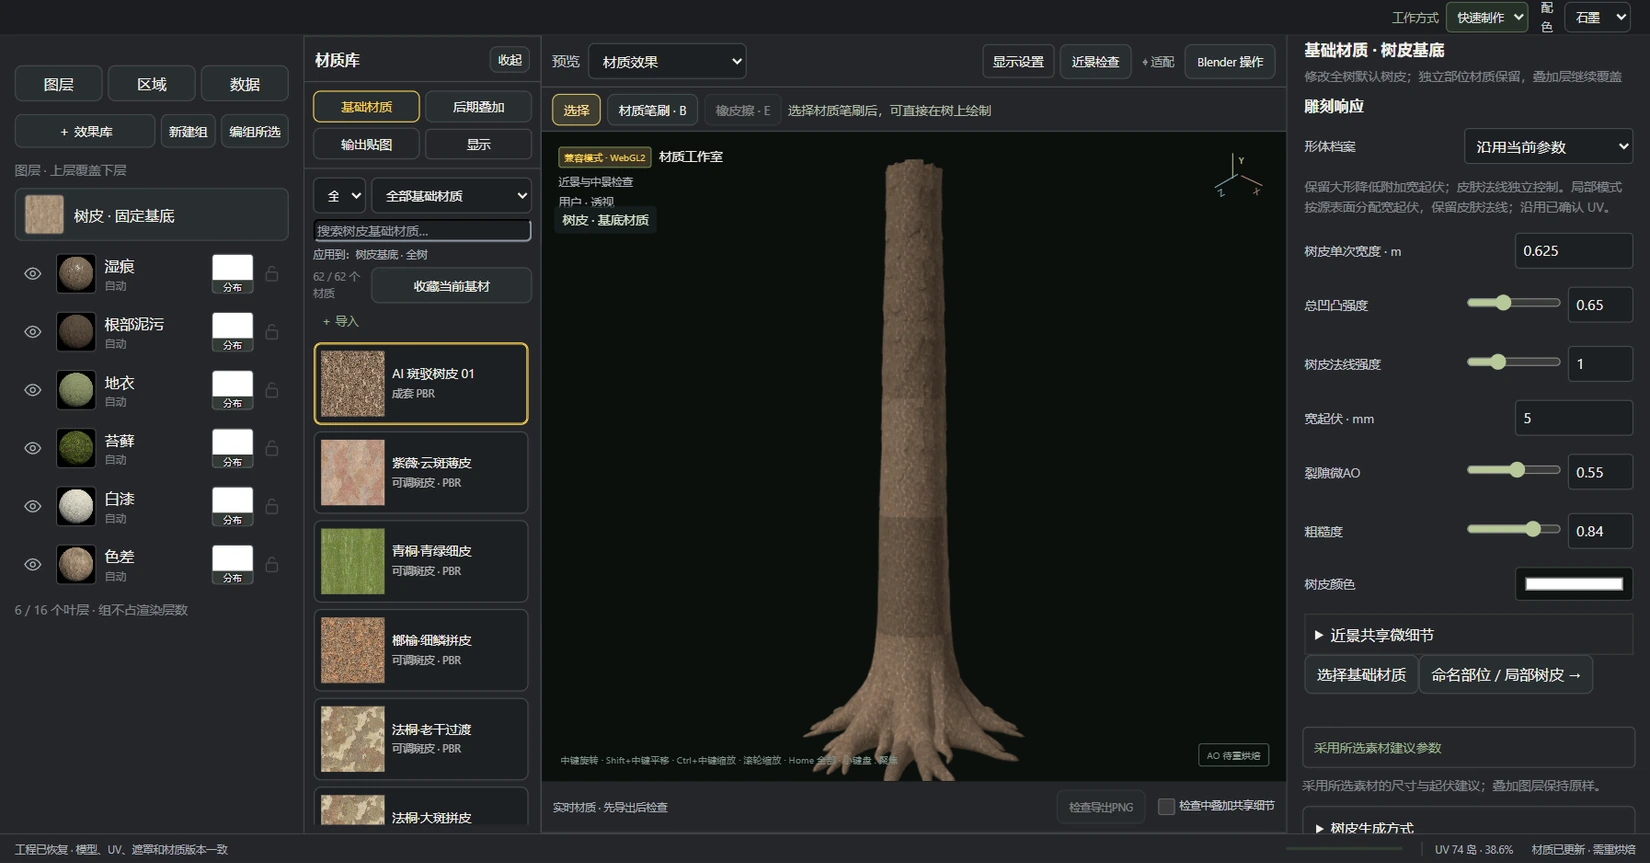 工作方式
快速制作
配色
石墨
图层
区域
数据
+ 效果库
新建组
编组所选
图层 · 上层覆盖下层
树皮 · 固定基底
湿痕
自动
分布
根部泥污
自动
分布
地衣
自动
分布
苔藓
自动
分布
白漆
自动
分布
色差
自动
分布
6 / 16 个叶层 · 组不占渲染层数
材质库
收起
基础材质
后期叠加
输出贴图
显示
全
全部基础材质
搜索树皮基础材质...
应用到：树皮基底 · 全树
62 / 62 个
材质
收藏当前基材
+ 导入
AI 斑驳树皮 01
成套 PBR
紫薇·云斑薄皮
可调斑皮 · PBR
青桐·青绿细皮
可调斑皮 · PBR
榔榆·细鳞拼皮
可调斑皮 · PBR
法桐·老干过渡
可调斑皮 · PBR
法桐·大斑拼皮
预览
材质效果
显示设置
近景检查
⌖适配
Blender 操作
选择
材质笔刷 · B
橡皮擦 · E
选择材质笔刷后，可直接在树上绘制
兼容模式 · WebGL2
材质工作室
近景与中景检查
用户 · 透视
树皮 · 基底材质
Y
Z
X
中键旋转 · Shift+中键平移 · Ctrl+中键缩放 · 滚轮缩放 · Home
AO 待重烘焙
实时材质 · 先导出后检查
检查导出PNG
检查中叠加共享细节
基础材质 · 树皮基底
修改全树默认树皮；独立部位材质保留，叠加层继续覆盖
雕刻响应
形体档案
沿用当前参数
保留大形降低附加宽起伏；皮肤法线独立控制。局部模式
按源表面分配宽起伏，保留皮肤法线；沿用已确认 UV。
树皮单次宽度 · m
0.625
总凹凸强度
0.65
树皮法线强度
1
宽起伏 · mm
5
裂隙微AO
0.55
粗糙度
0.84
树皮颜色
▶ 近景共享微细节
选择基础材质
命名部位 / 局部树皮 →
采用所选素材建议参数
采用所选素材的尺寸与起伏建议；叠加图层保持原样。
▶ 树皮生成方式
工程已恢复 · 模型、UV、遮罩和材质版本一致
UV 74 岛 · 38.6%
材质已更新 · 需重烘焙